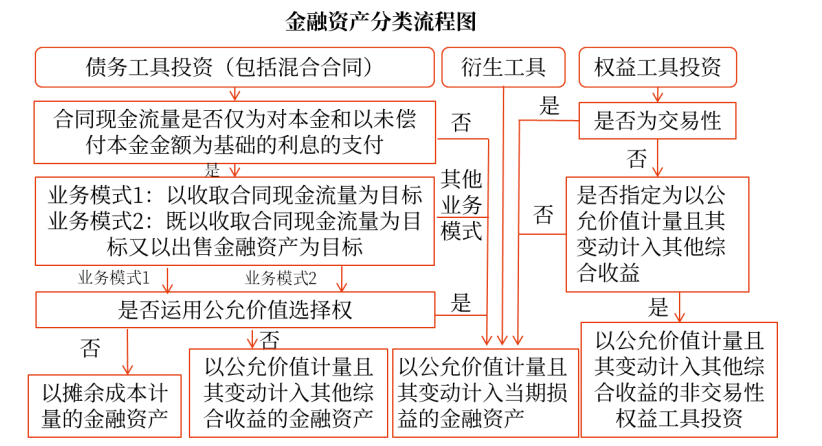 金融资产分类流程图
债务工具投资（包括混合合同）
衍生工具
权益工具投资
合同现金流量是否仅为对本金和以未偿
付本金金额为基础的利息的支付
否
是
是否为交易性
是
否
业务模式1：以收取合同现金流量为目标
业务模式2：既以收取合同现金流量为目
标又以出售金融资产为目标
其他
业务
模式
否
是否指定为以公
允价值计量且其
变动计入其他综
合收益
业务模式1
业务模式2
是否运用公允价值选择权
是
是
否
否
以摊余成本计
量的金融资产
以公允价值计量且
其变动计入其他综
合收益的金融资产
以公允价值计量且
其变动计入当期损
益的金融资产
以公允价值计量且
其变动计入其他综
合收益的非交易性
权益工具投资